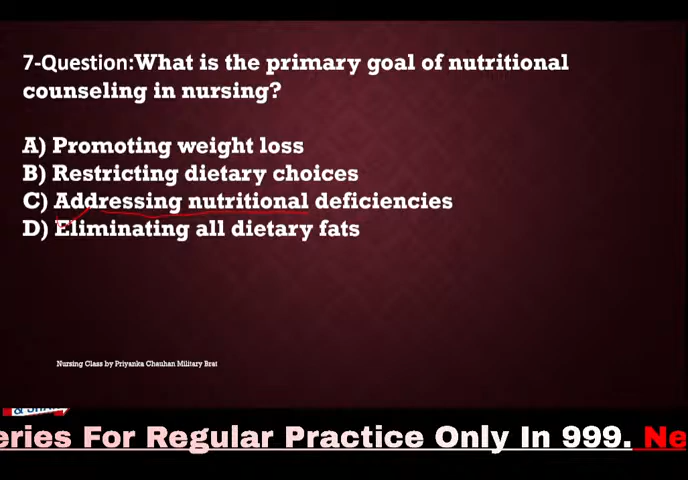 7-Question:What is the primary goal of nutritional
counseling in nursing?
A) Promoting weight loss
B) Restricting dietary choices
C) Addressing nutritional deficiencies
D) Eliminating all dietary fats
Nursing Class by Priyanka Chauhan Military Brat
eries For Regular Practice Only In 999. Ne